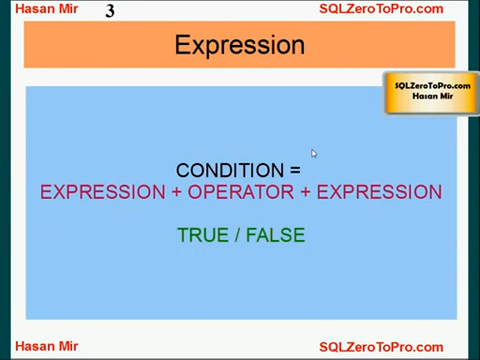 Hasan Mir 3 SQLZeroToPro.com
Expression
SQLZeroToPro.com
Hasan Mir
CONDITION =
EXPRESSION + OPERATOR + EXPRESSION
TRUE / FALSE
Hasan Mir SQLZeroToPro.com